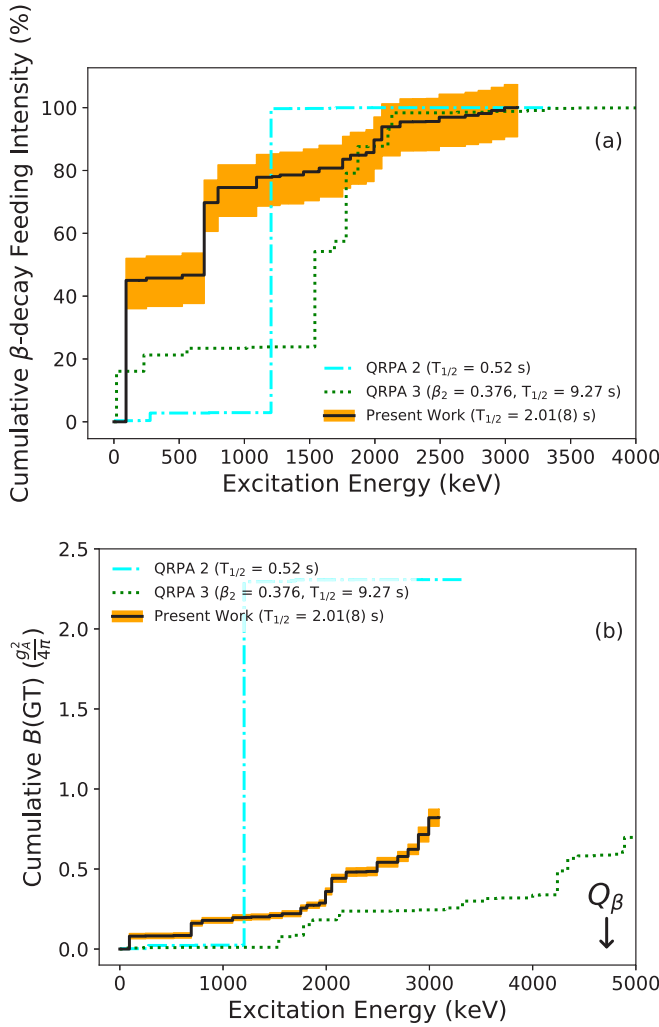 Cumulative β-decay Feeding Intensity (%)
100
80
60
40
20
0
(a)
QRPA 2 (T1/2 = 0.52 s)
QRPA 3 (β2 = 0.376, T1/2 = 9.27 s)
Present Work (T1/2 = 2.01(8) s)
0 500 1000 1500 2000 2500 3000 3500 4000
Excitation Energy (keV)
Cumulative B(GT) (g_A^2/4π)
2.5
2.0
1.5
1.0
0.5
0.0
QRPA 2 (T1/2 = 0.52 s)
QRPA 3 (β2 = 0.376, T1/2 = 9.27 s)
Present Work (T1/2 = 2.01(8) s)
(b)
Qβ
0 1000 2000 3000 4000 5000
Excitation Energy (keV)